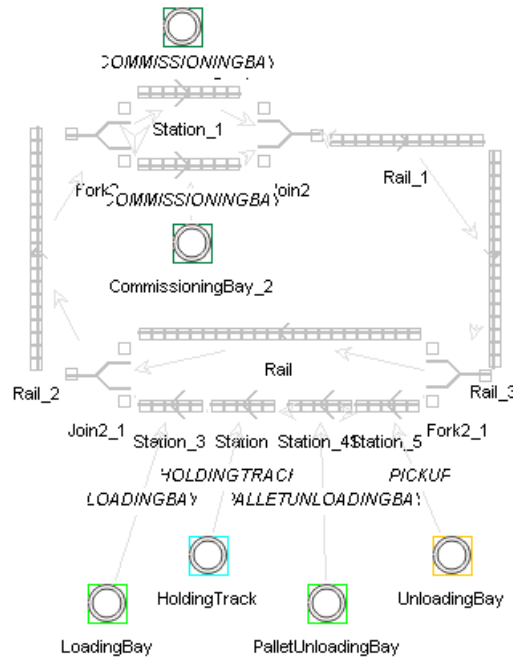 COMMISSIONINGBAY
Station_1
Rail_1
COMMISSIONINGBAY
Join2
CommissioningBay_2
Rail
Rail_2
Rail_3
Join2_1 Station_3 Station Station_4 Station_5 Fork2_1
HOLDINGTRACK PICKUP
LOADINGBAY PALLETUNLOADINGBAY
HoldingTrack UnloadingBay
LoadingBay PalletUnloadingBay